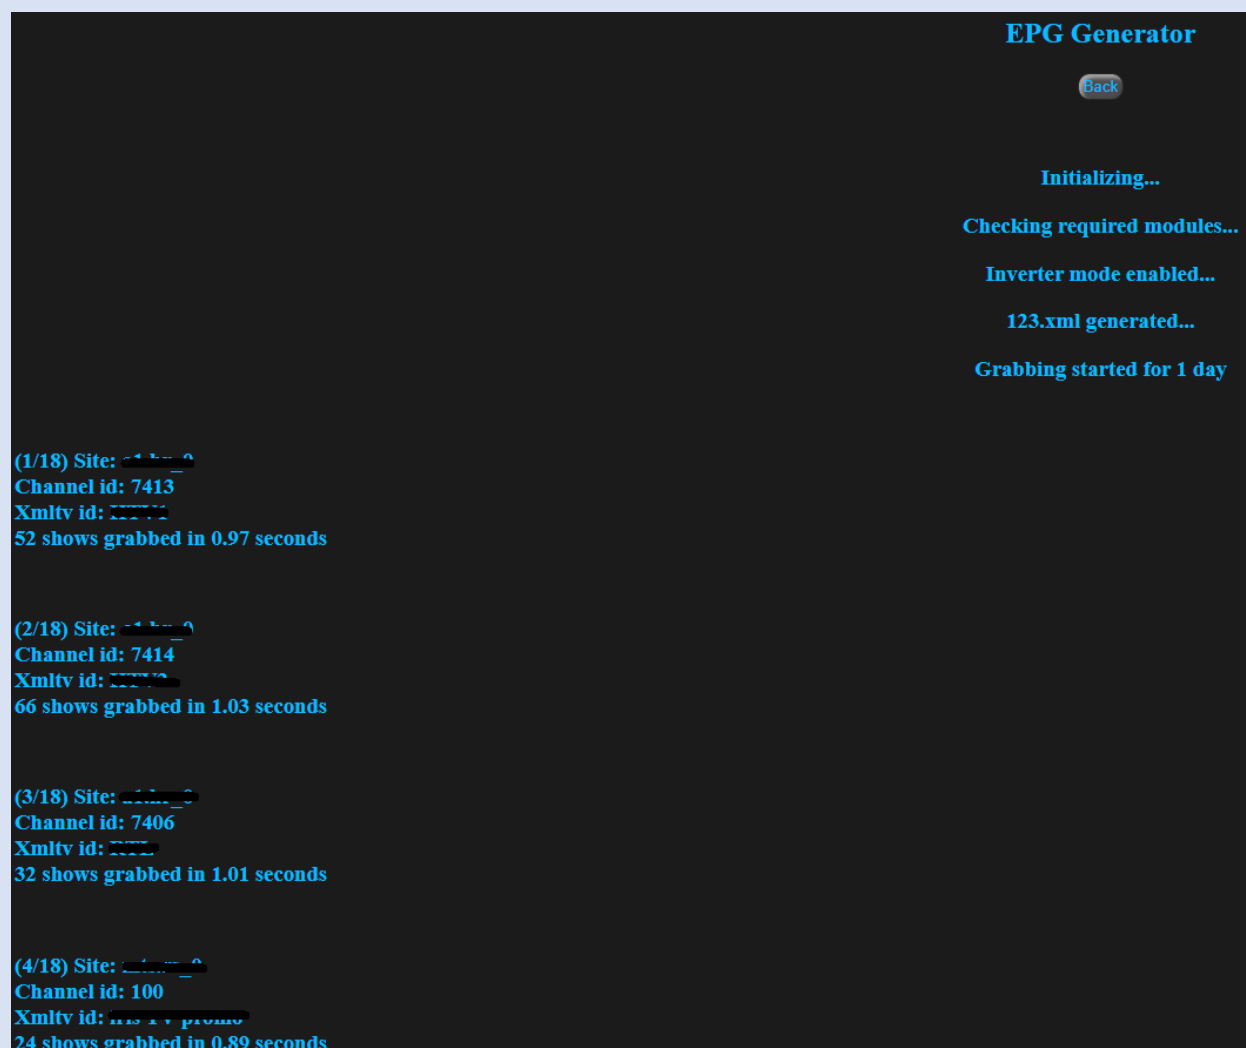 EPG Generator
Back
Initializing...
Checking required modules...
Inverter mode enabled...
123.xml generated...
Grabbing started for 1 day
(1/18) Site:
Channel id: 7413
Xmltv id:
52 shows grabbed in 0.97 seconds
(2/18) Site:
Channel id: 7414
Xmltv id:
66 shows grabbed in 1.03 seconds
(3/18) Site:
Channel id: 7406
Xmltv id:
32 shows grabbed in 1.01 seconds
(4/18) Site:
Channel id: 100
Xmltv id:
24 shows grabbed in 0.89 seconds